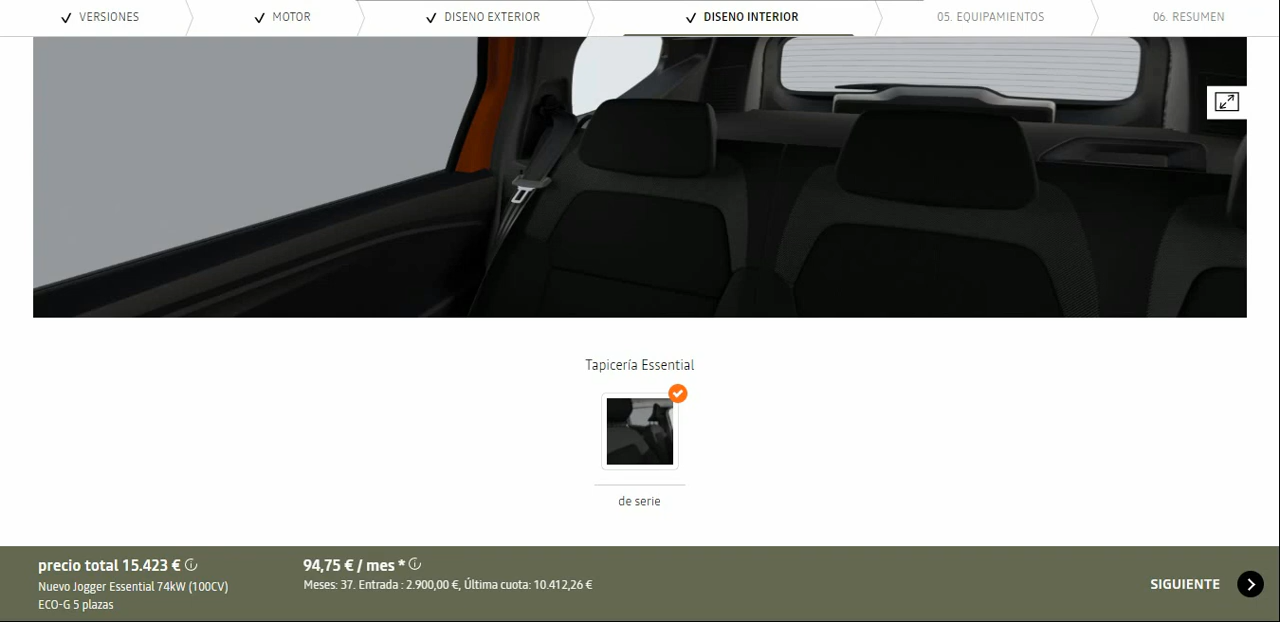 VERSIONES
MOTOR
DISENO EXTERIOR
DISENO INTERIOR
05. EQUIPAMIENTOS
06. RESUMEN
Tapicería Essential
de serie
precio total 15.423 €
Nuevo Jogger Essential 74kW (100CV)
ECO-G 5 plazas
94,75 € / mes *
Meses: 37. Entrada : 2.900,00 €, Última cuota: 10.412,26 €
SIGUIENTE